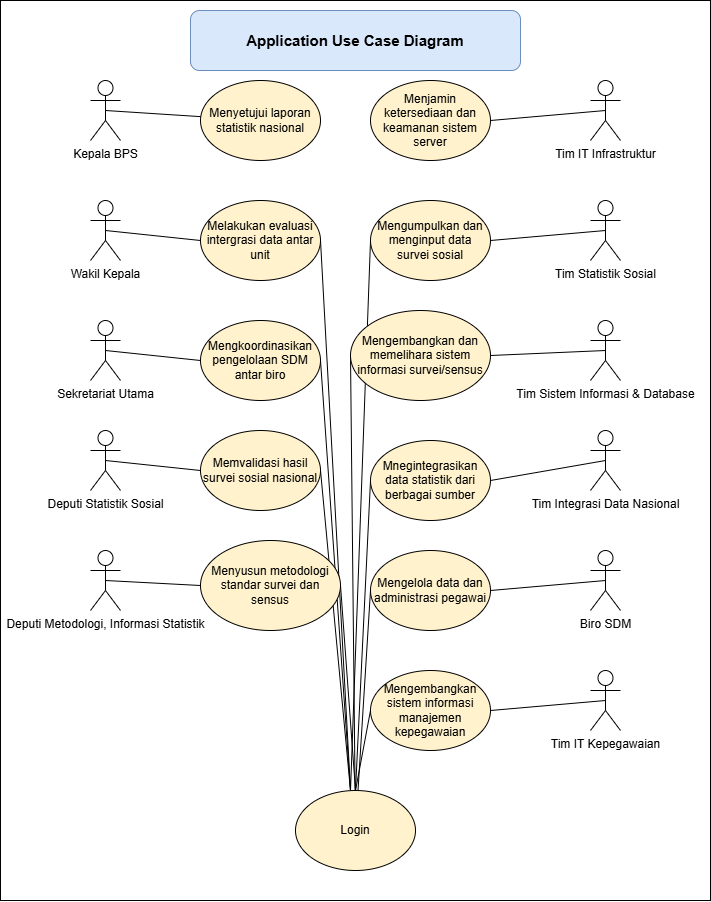 Application Use Case Diagram
Menyetujui laporan
statistik nasional
Kepala BPS
Menjamin
ketersediaan dan
keamanan sistem
server
Tim IT Infrastruktur
Melakukan evaluasi
intergrasi data antar
unit
Wakil Kepala
Mengumpulkan dan
menginput data
survei sosial
Tim Statistik Sosial
Mengkoordinasikan
pengelolaan SDM
antar biro
Sekretariat Utama
Mengembangkan dan
memelihara sistem
informasi survei/sensus
Tim Sistem Informasi & Database
Memvalidasi hasil
survei sosial nasional
Deputi Statistik Sosial
Mnegintegrasikan
data statistik dari
berbagai sumber
Tim Integrasi Data Nasional
Menyusun metodologi
standar survei dan
sensus
Deputi Metodologi, Informasi Statistik
Mengelola data dan
administrasi pegawai
Biro SDM
Mengembangkan
sistem informasi
manajemen
kepegawaian
Tim IT Kepegawaian
Login